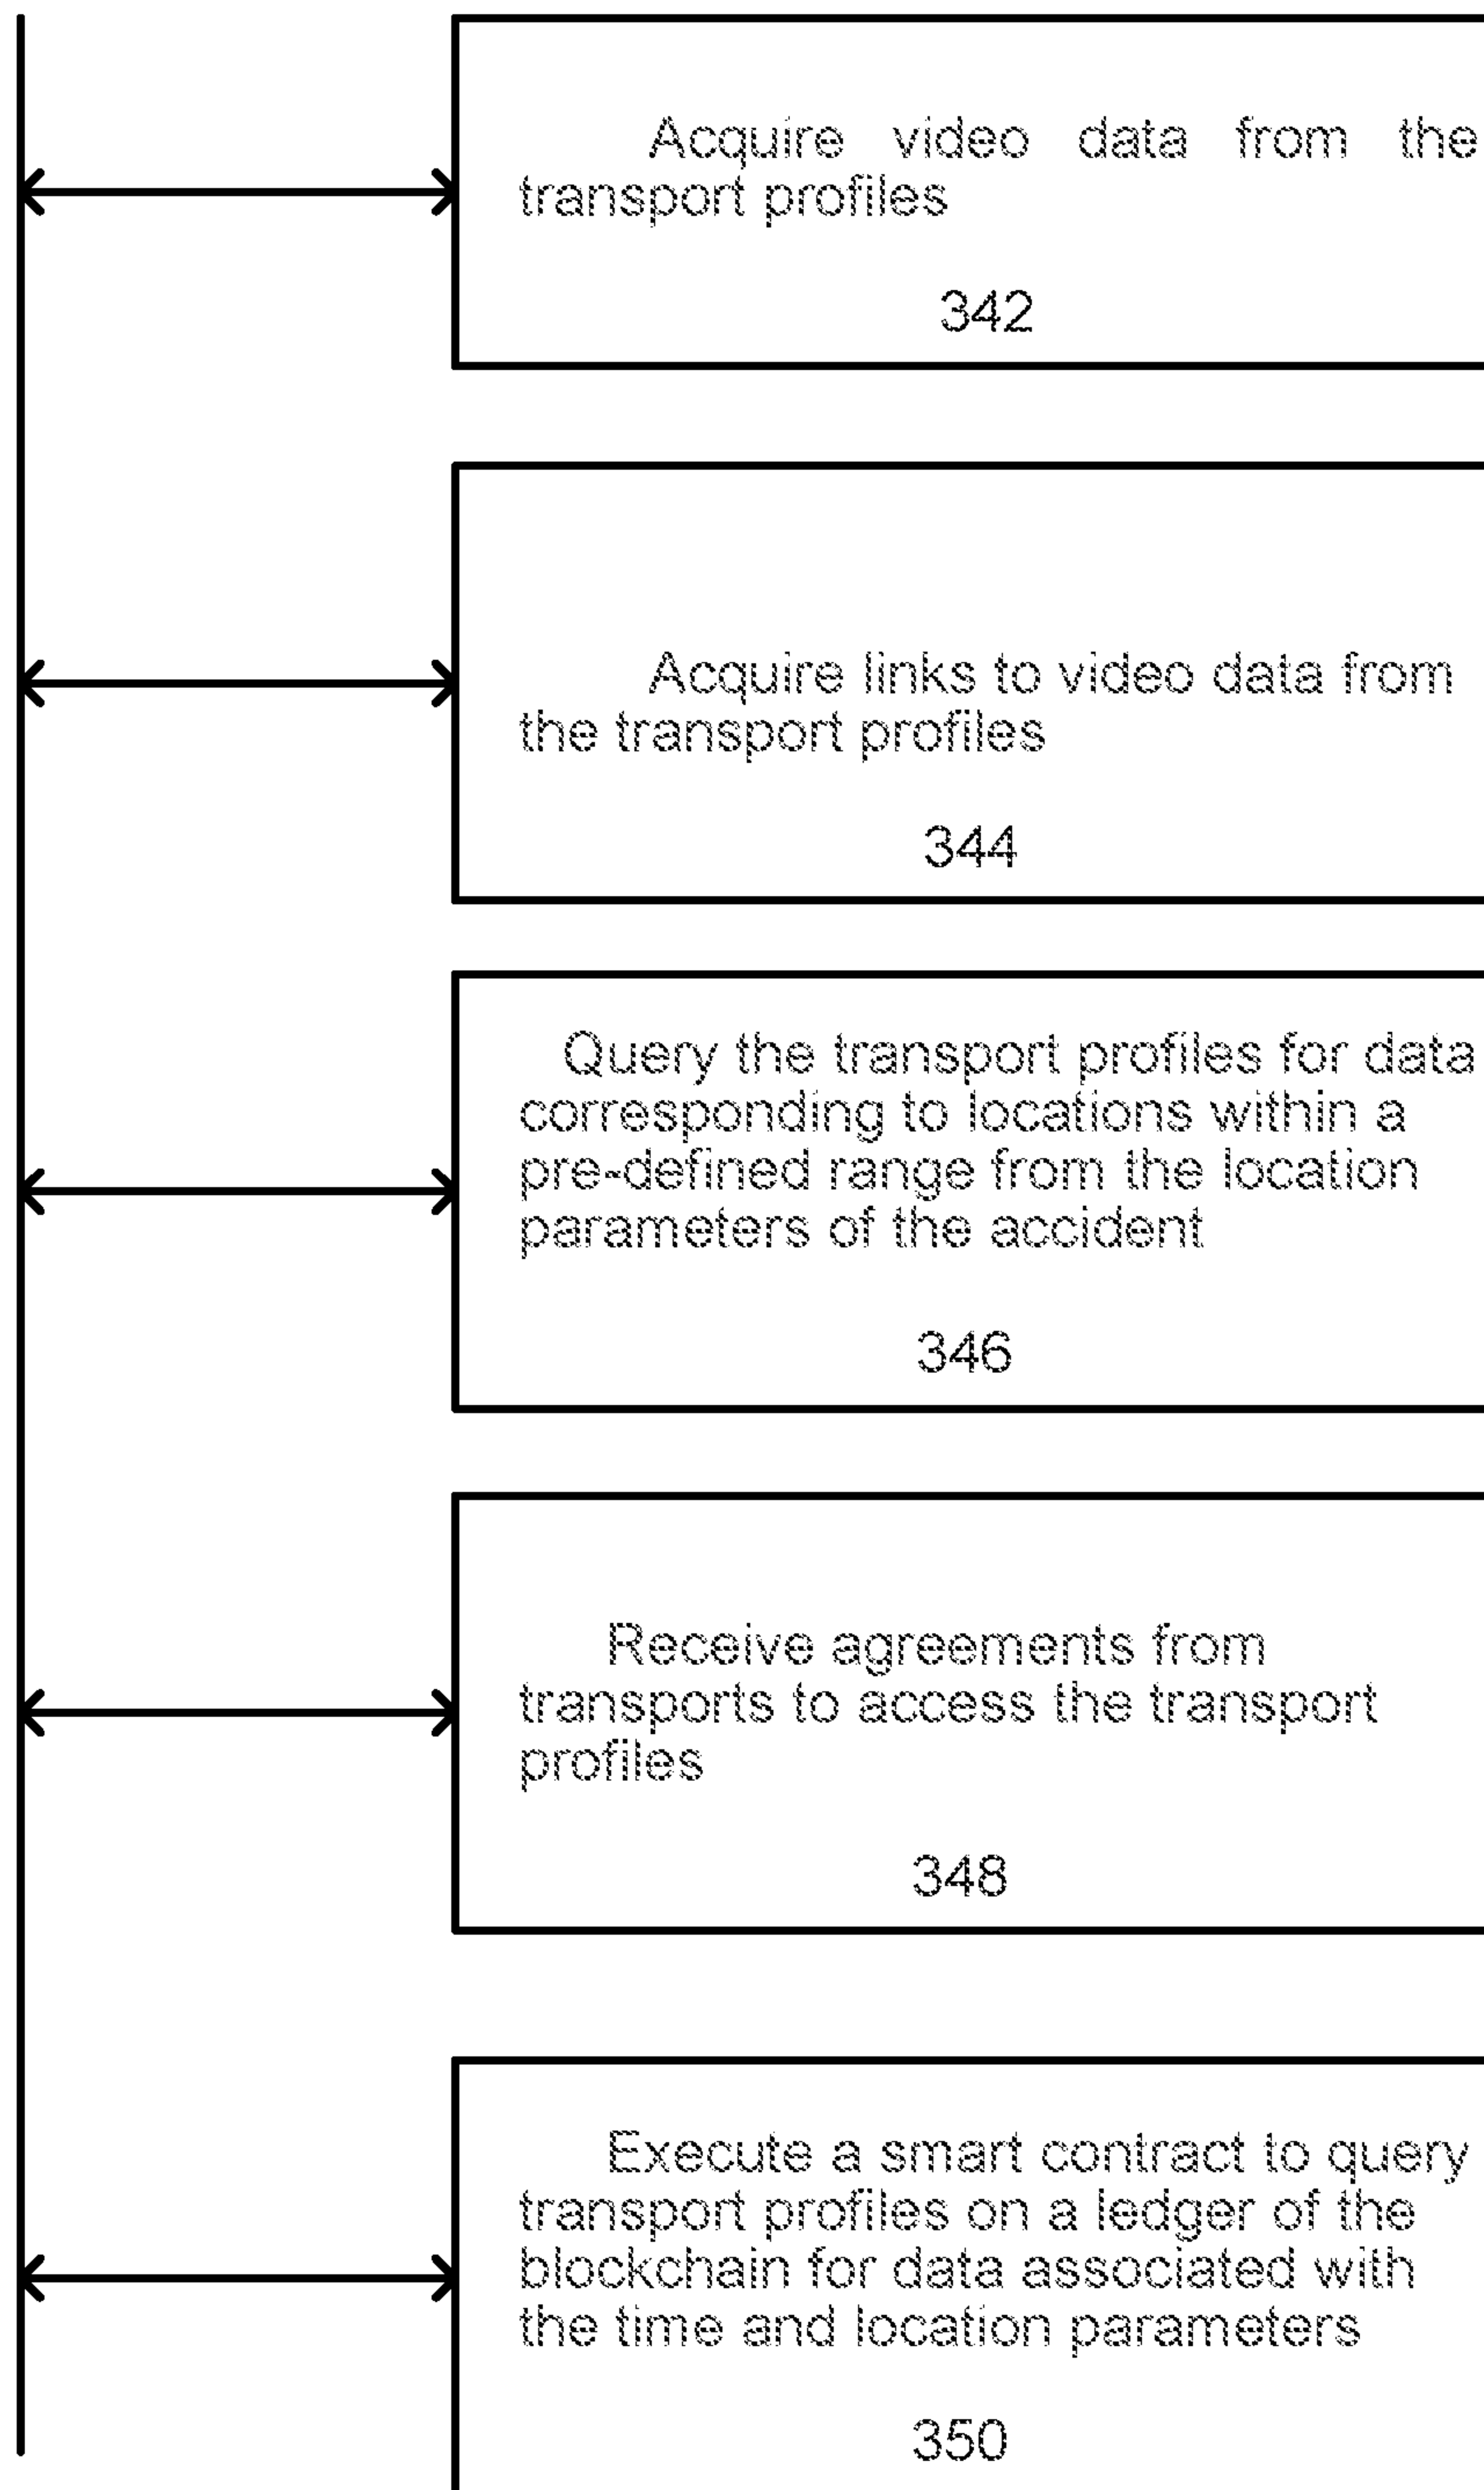 Acquire video data from the
transport profiles
342
Acquire links to video data from
the transport profiles
344
Query the transport profiles for data
corresponding to locations within a
pre-defined range from the location
parameters of the accident
346
Receive agreements from
transports to access the transport
profiles
348
Execute a smart contract to query
transport profiles on a ledger of the
blockchain for data associated with
the time and location parameters
350